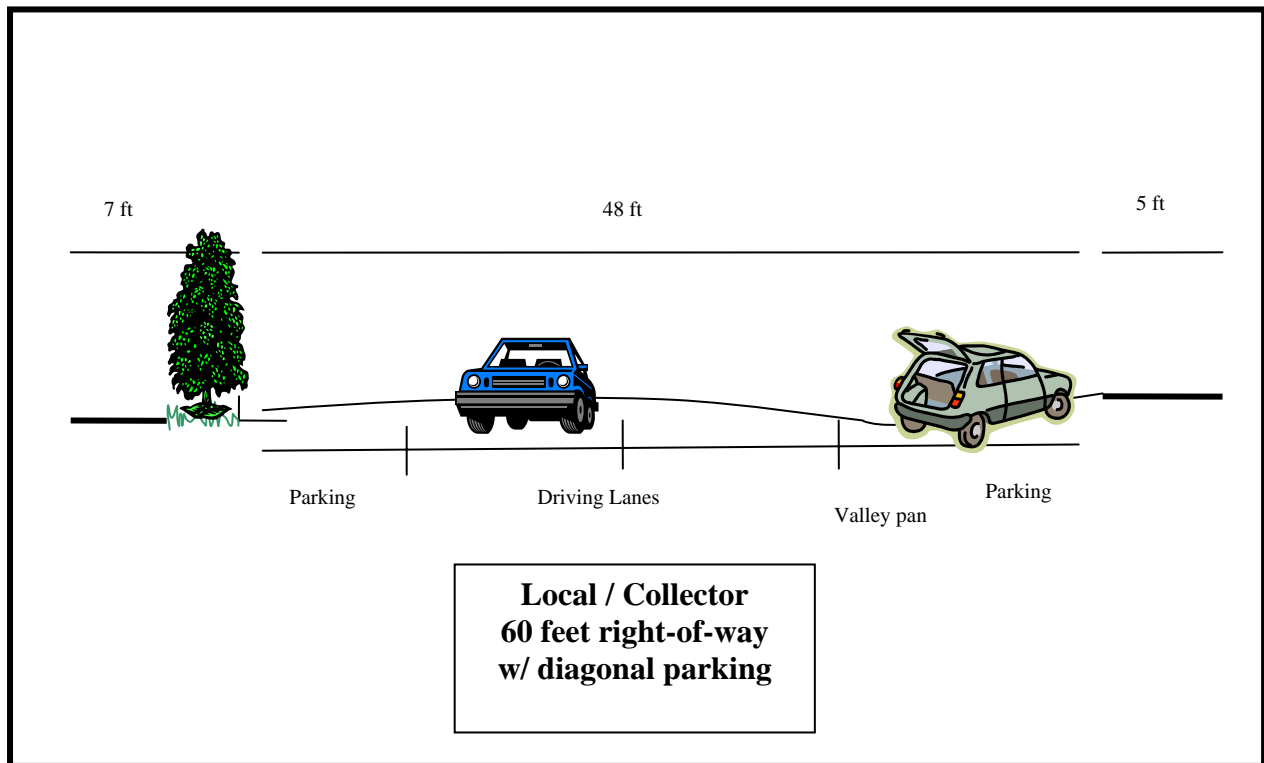 7 ft
48 ft
5 ft
Parking
Driving Lanes
Valley pan
Parking
Local / Collector
60 feet right-of-way
w/ diagonal parking